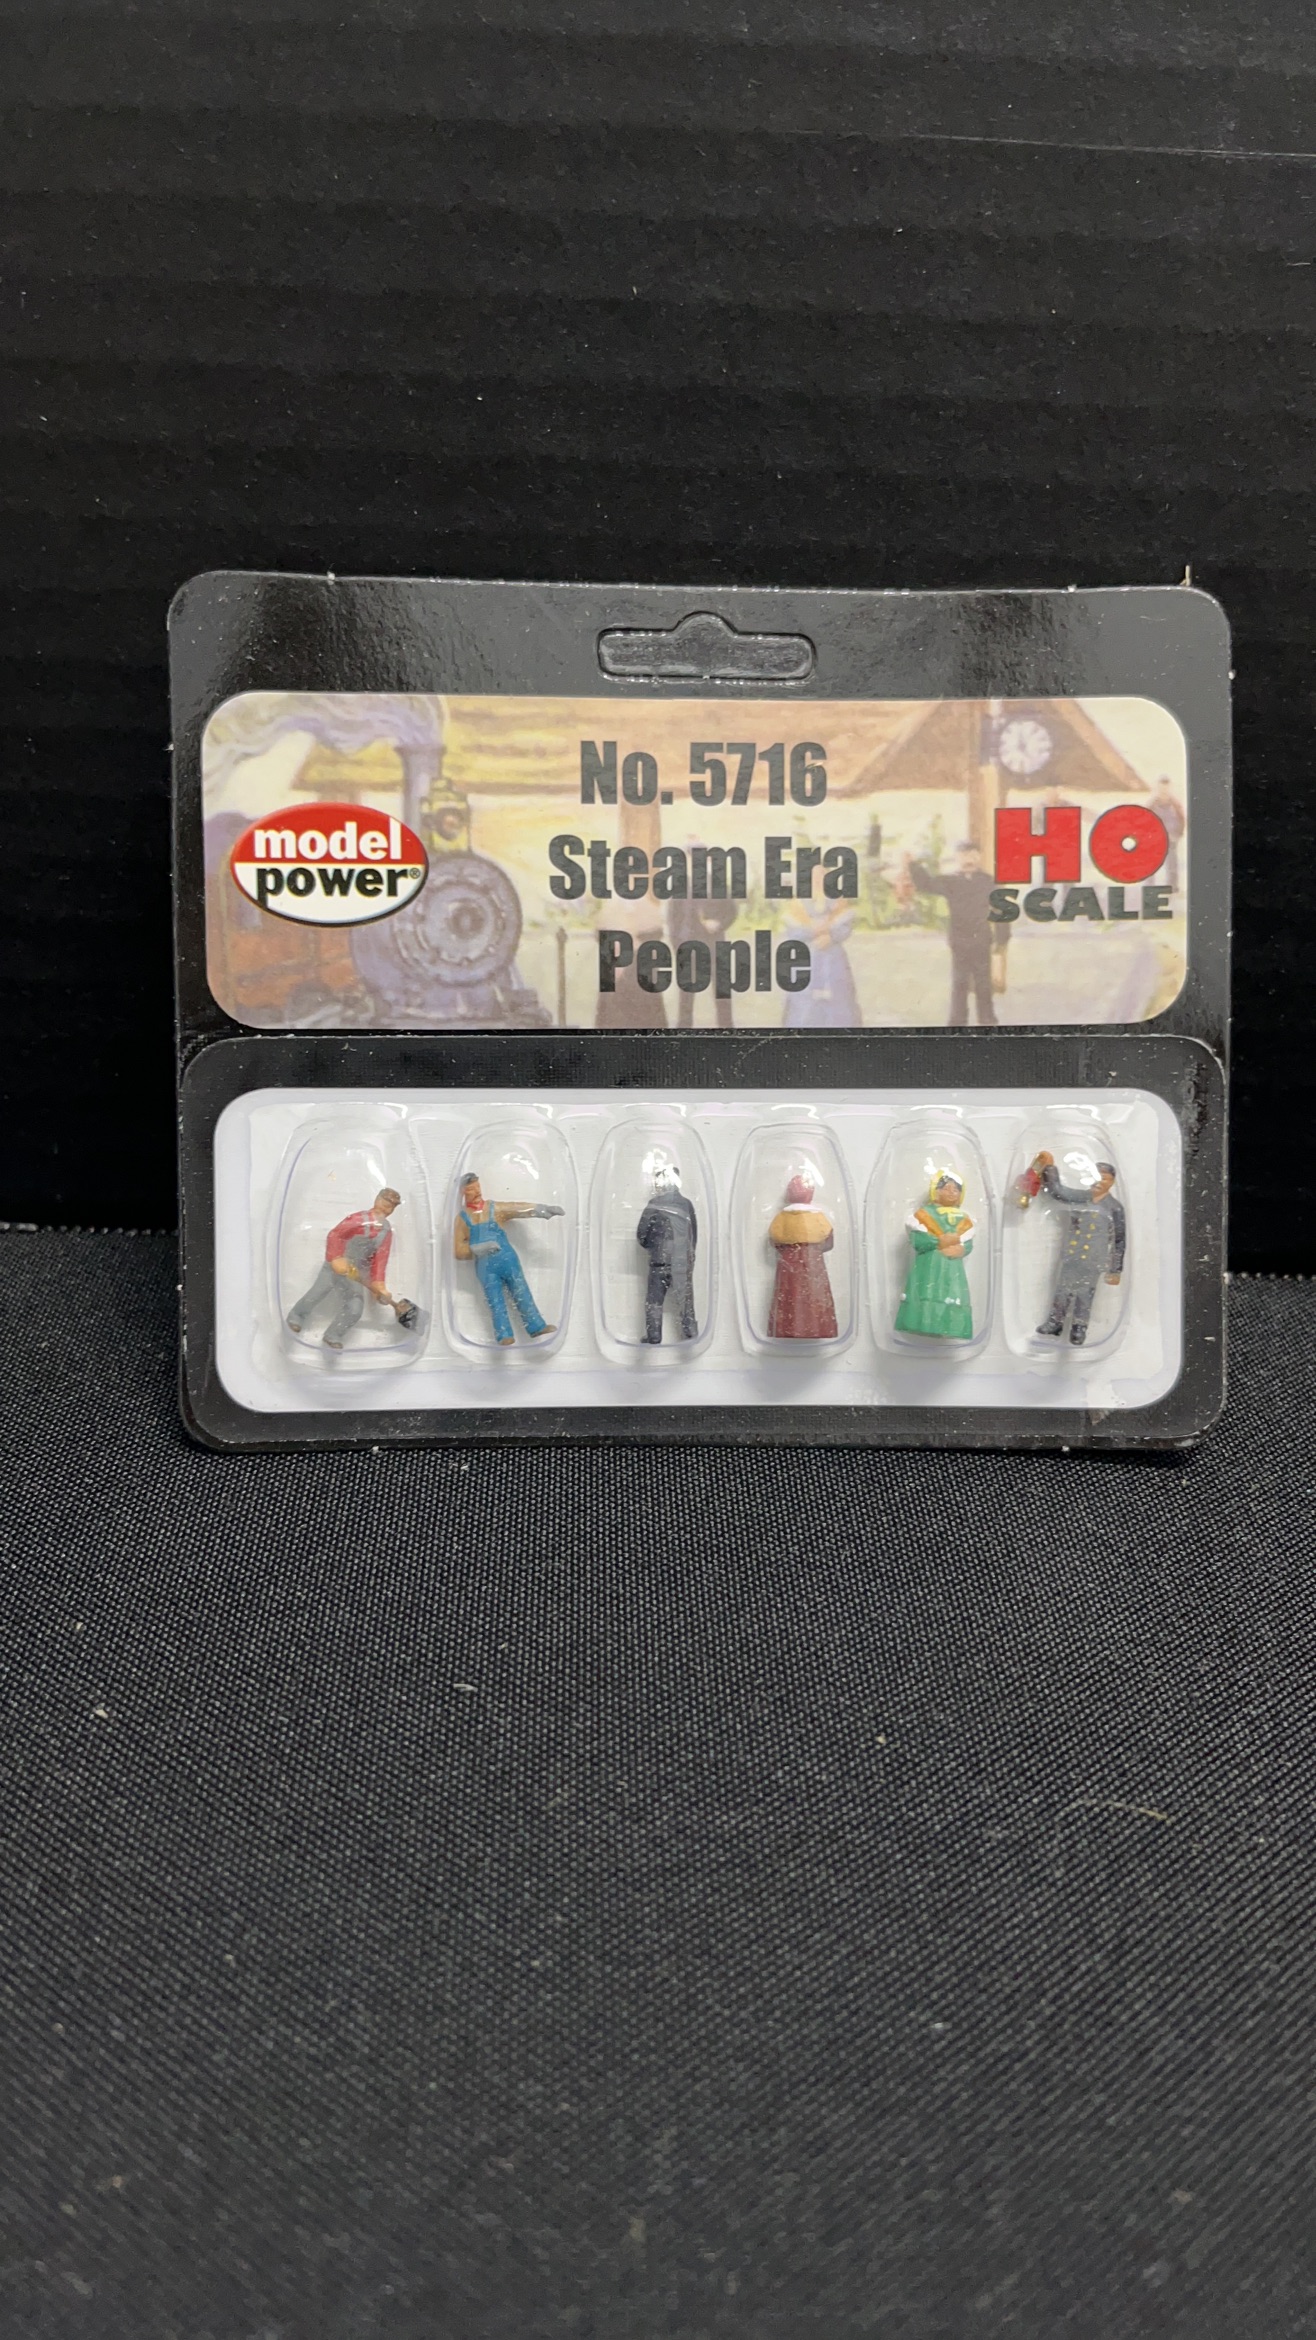 No. 5716
Steam Era
People
model
power®
HO
SCALE